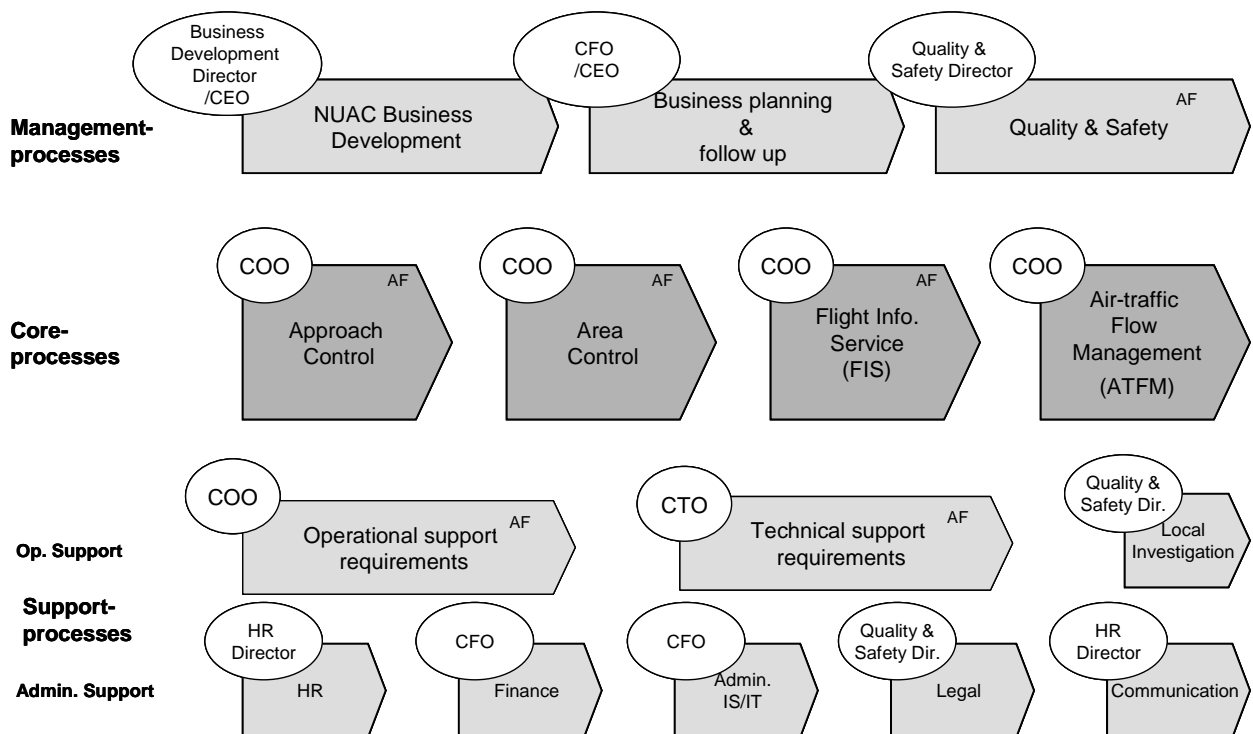 Business
Development
Director
/CEO
CFO
/CEO
Quality &
Safety Director
Management-
processes
NUAC Business
Development
Business planning
&
follow up
AF
Quality & Safety
Core-
processes
COO
AF
Approach
Control
COO
AF
Area
Control
COO
AF
Flight Info.
Service
(FIS)
COO
Air-traffic
Flow
Management
(ATFM)
Op. Support
COO
AF
Operational support
requirements
CTO
AF
Technical support
requirements
Quality &
Safety Dir.
Local
Investigation
Support-
processes
Admin. Support
HR
Director
HR
CFO
Finance
CFO
Admin.
IS/IT
Quality &
Safety Dir.
Legal
HR
Director
Communication